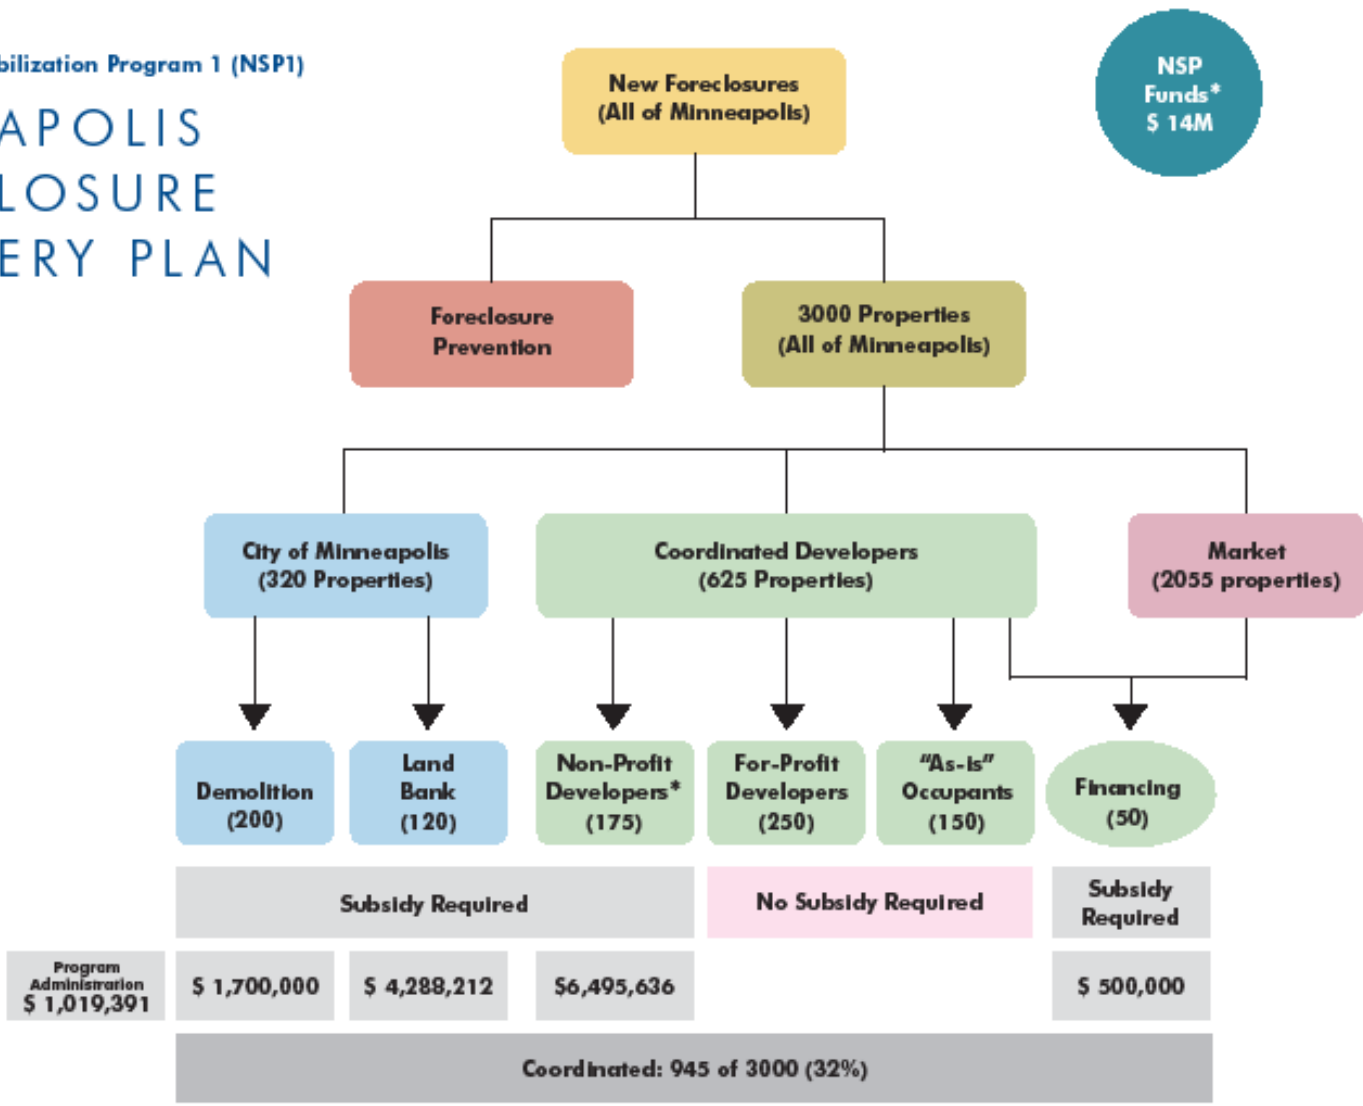 bilization Program 1 (NSP1)
APOLIS
LOSURE
ERY PLAN
NSP
Funds*
$ 14M
New Foreclosures
(All of Minneapolis)
Foreclosure
Prevention
3000 Properties
(All of Minneapolis)
City of Minneapolis
(320 Properties)
Coordinated Developers
(625 Properties)
Market
(2055 properties)
Demolition
(200)
Land
Bank
(120)
Non-Profit
Developers*
(175)
For-Profit
Developers
(250)
“As-is”
Occupants
(150)
Financing
(50)
Subsidy Required
No Subsidy Required
Subsidy
Required
Program
Administration
$ 1,019,391
$ 1,700,000
$ 4,288,212
$6,495,636
$ 500,000
Coordinated: 945 of 3000 (32%)